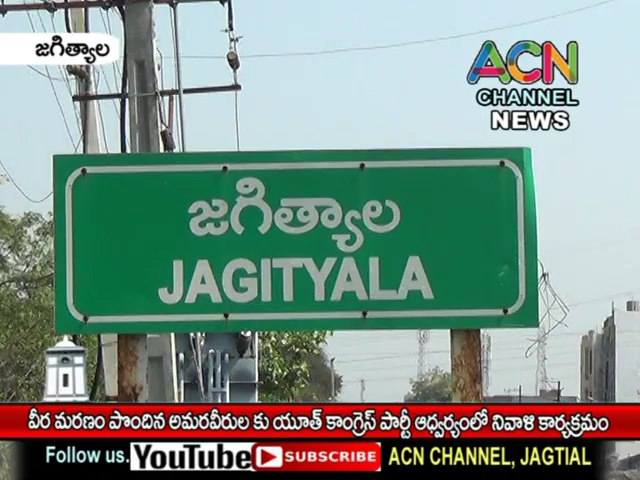 జగిత్యాల
ACN
CHANNEL
NEWS
జగిత్యాల
JAGITYALA
వీర మరణం పొందిన అమరవీరుల కు యూత్ కాంగ్రెస్ పార్టీ ఆధ్వర్యంలో నివాళి కార్యక్రమం
Follow us. YouTube SUBSCRIBE ACN CHANNEL, JAGTIAL